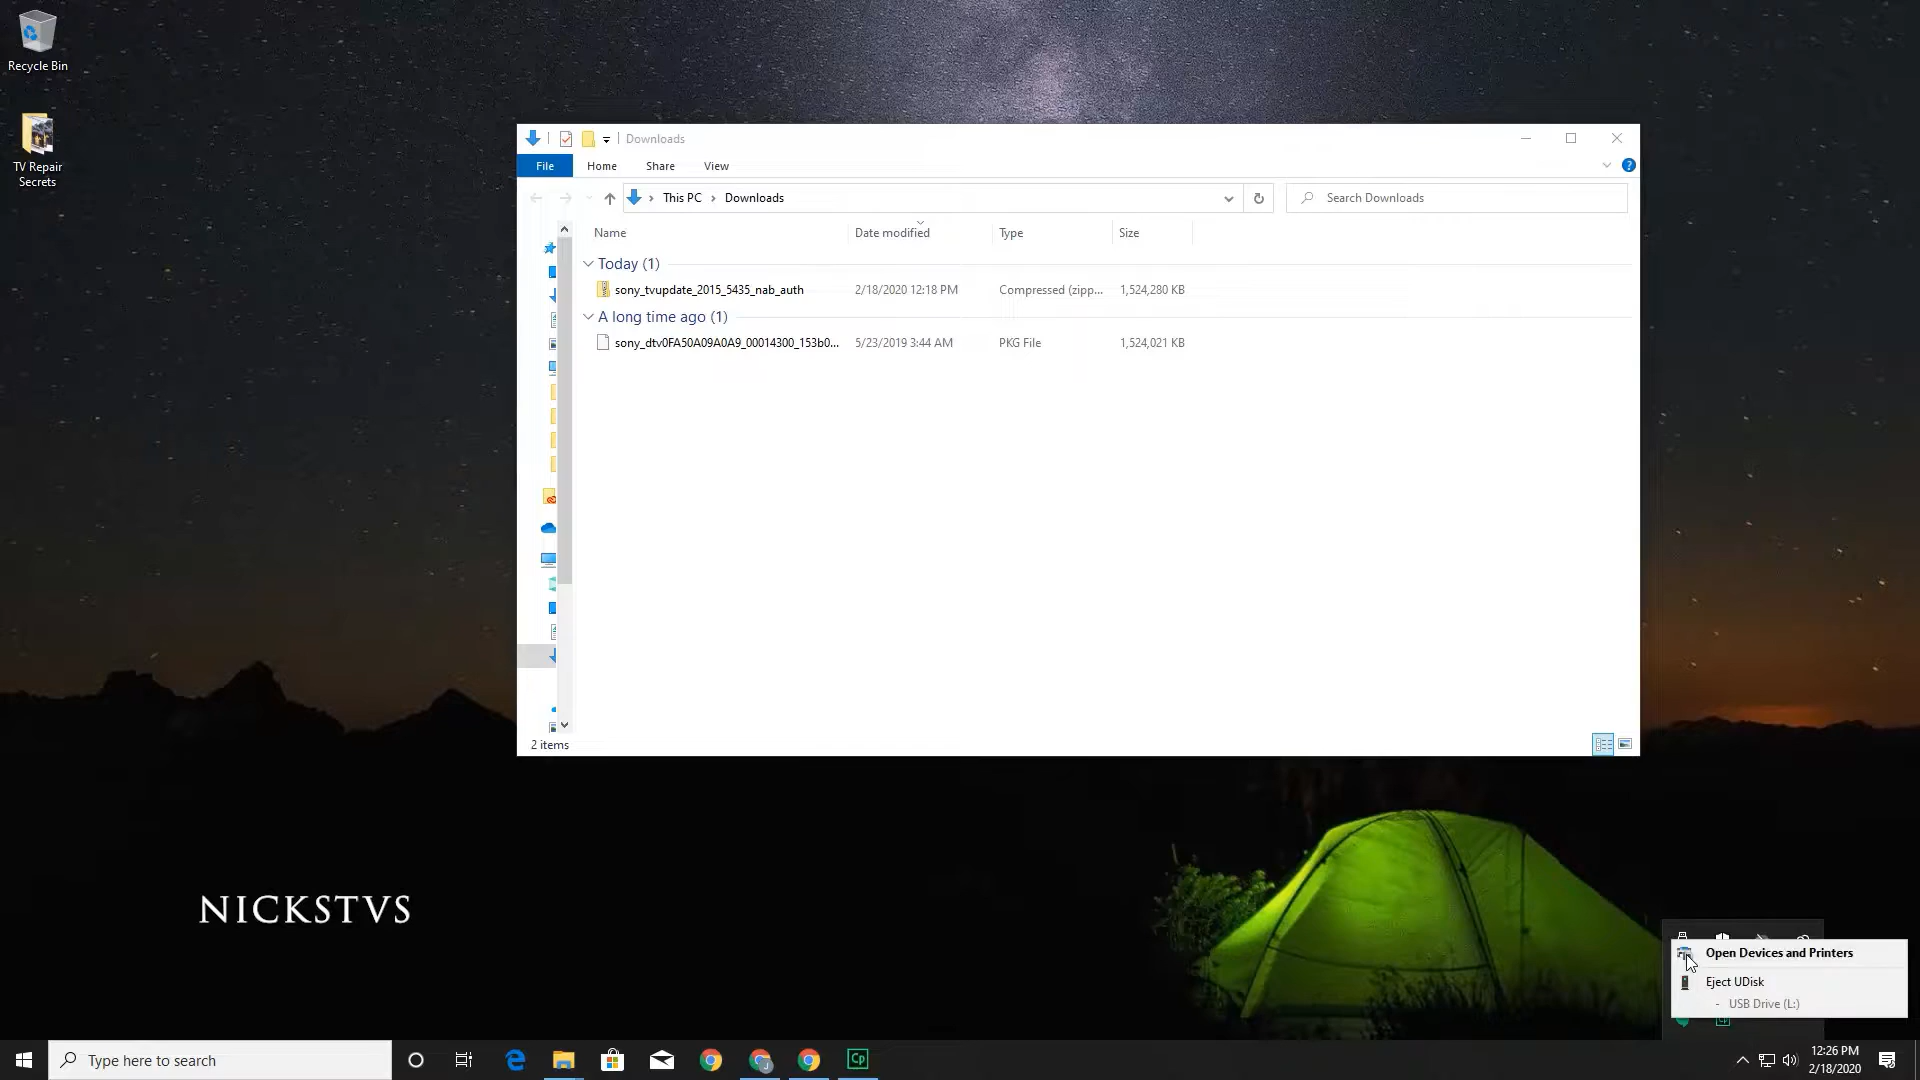 Recycle Bin
TV Repair
Secrets
Downloads
File Home Share View
This PC Downloads
Search Downloads
Name Date modified Type Size
Today (1)
sony_tvupdate_2015_5435_nab_auth 2/18/2020 12:18 PM Compressed (zipp... 1,524,280 KB
A long time ago (1)
sony_dtv0FA50A09A0A9_00014300_153b0... 5/23/2019 3:44 AM PKG File 1,524,021 KB
2 items
NICKSTVS
Open Devices and Printers
Eject UDisk
- USB Drive (L:)
Type here to search
Cp
12:26 PM
2/18/2020